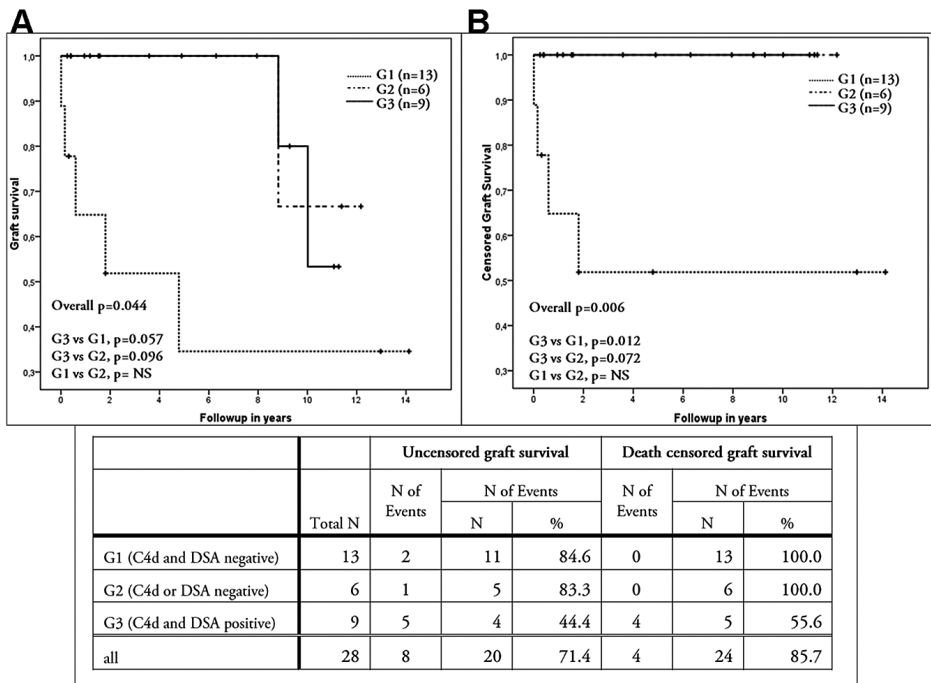 A
Graft survival
1,0
0,9
0,8
0,7
0,6
0,5
0,4
0,3
G1 (n=13)
G2 (n=6)
G3 (n=9)
Overall p=0.044
G3 vs G1, p=0.057
G3 vs G2, p=0.096
G1 vs G2, p= NS
0 2 4 6 8 10 12 14
Followup in years
B
Censored Graft Survival
1,0
0,9
0,8
0,7
0,6
0,5
0,4
0,3
G1 (n=13)
G2 (n=6)
G3 (n=9)
Overall p=0.006
G3 vs G1, p=0.012
G3 vs G2, p=0.072
G1 vs G2, p= NS
0 2 4 6 8 10 12 14
Followup in years
Uncensored graft survival Death censored graft survival
N of Events N of Events N of Events N of Events
Total N N % N %
G1 (C4d and DSA negative) 13 2 11 84.6 0 13 100.0
G2 (C4d or DSA negative) 6 1 5 83.3 0 6 100.0
G3 (C4d and DSA positive) 9 5 4 44.4 4 5 55.6
all 28 8 20 71.4 4 24 85.7